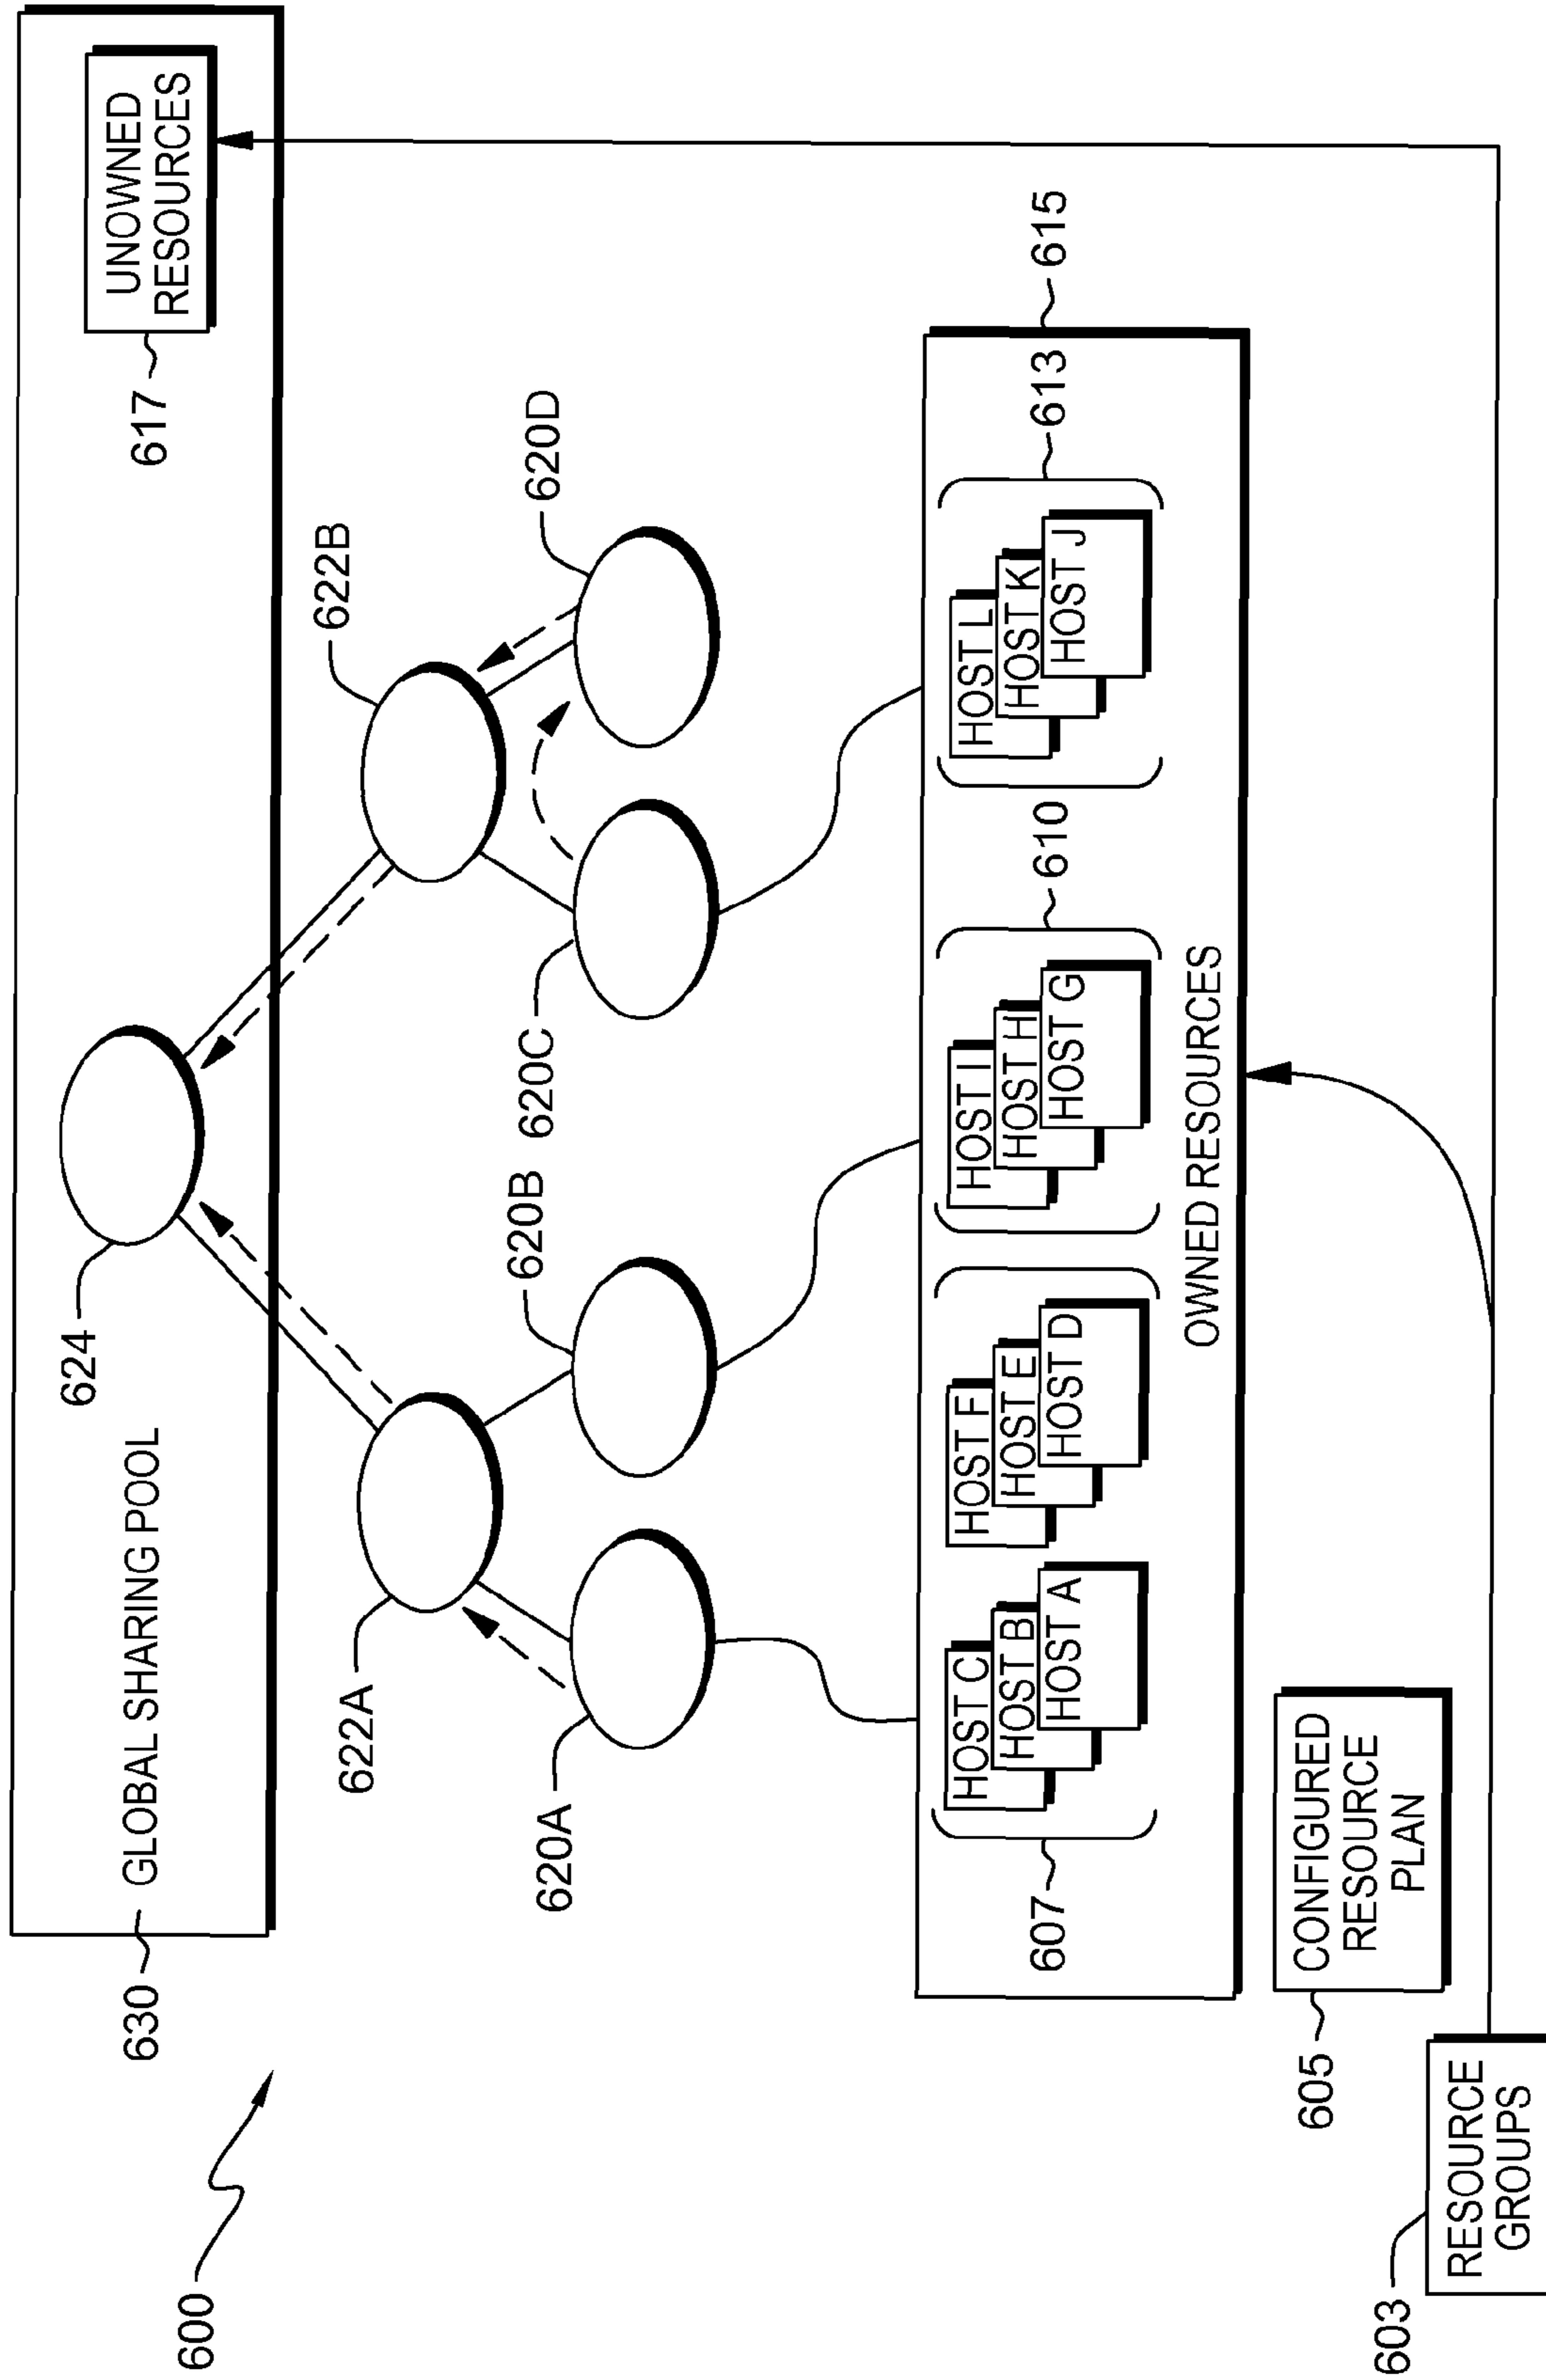 600
630
GLOBAL SHARING POOL
624
UNOWNED
RESOURCES
617
622A
622B
620A
620B
620C
620D
HOST C
HOST B
HOST A
HOST F
HOST E
HOST D
HOST I
HOST H
HOST G
HOST L
HOST K
HOST J
607
610
613
615
OWNED RESOURCES
605
CONFIGURED
RESOURCE
PLAN
603
RESOURCE
GROUPS